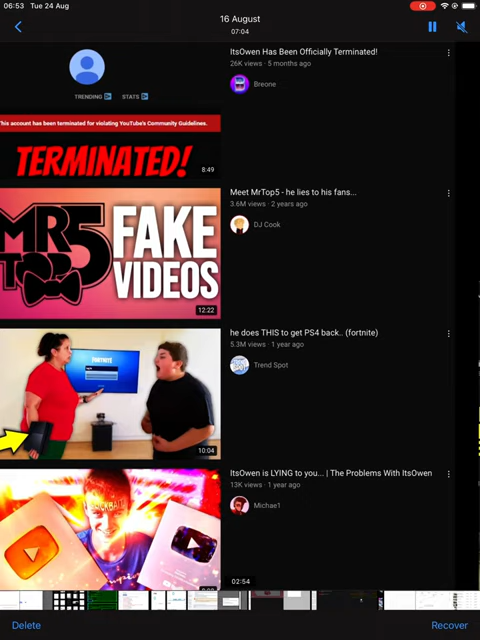 06:53 Tue 24 Aug
16 August
07:04
TRENDING STATS
This account has been terminated for violating YouTube's Community Guidelines.
TERMINATED!
8:49
ItsOwen Has Been Officially Terminated!
26K views · 5 months ago
Breone
MR TOP 5
FAKE
VIDEOS
12:22
Meet MrTop5 - he lies to his fans...
3.6M views · 2 years ago
DJ Cook
FORTNITE
10:04
he does THIS to get PS4 back.. (fortnite)
5.3M views · 1 year ago
Trend Spot
ItsOwen is LYING to you... | The Problems With ItsOwen
13K views · 1 year ago
Michae1
02:54
Delete
Recover